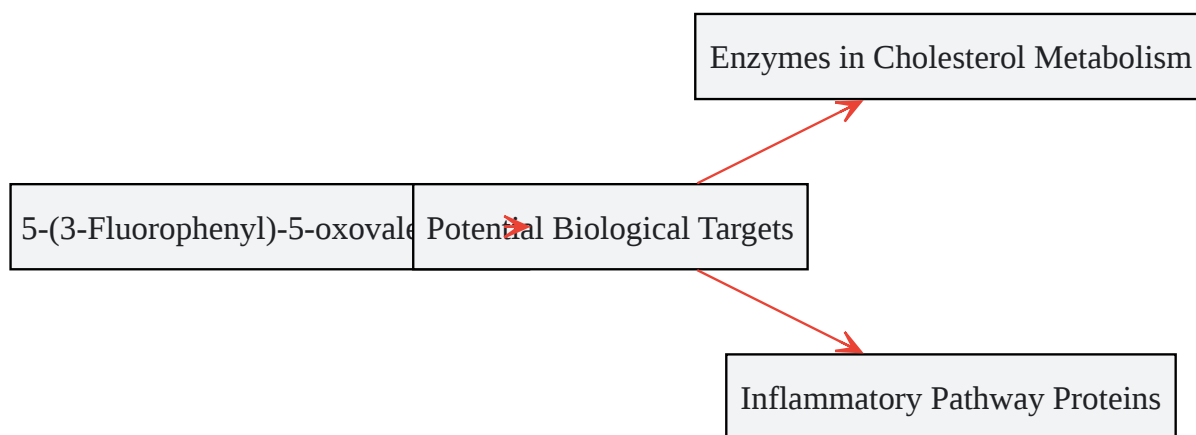 Enzymes in Cholesterol Metabolism
5-(3-Fluorophenyl)-5-oxovale
Potential Biological Targets
Inflammatory Pathway Proteins